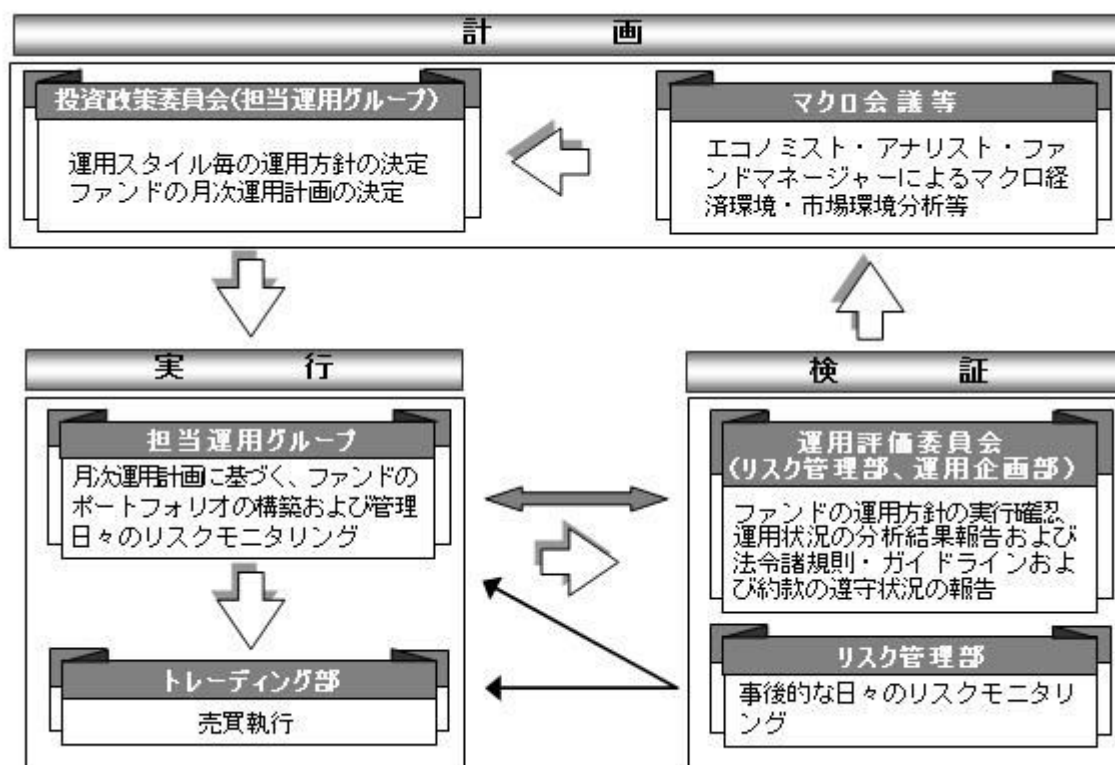 計　画
投資政策委員会(担当運用グループ)
運用スタイル毎の運用方針の決定
ファンドの月次運用計画の決定
マクロ会議等
エコノミスト・アナリスト・ファ
ンドマネージャーによるマクロ経
済環境・市場環境分析等
実　行
担当運用グループ
月次運用計画に基づく、ファンドの
ポートフォリオの構築および管理
日々のリスクモニタリング
トレーディング部
売買執行
検　証
運用評価委員会
(リスク管理部、運用企画部)
ファンドの運用方針の実行確認、
運用状況の分析結果報告および
法令諸規則・ガイドラインおよ
び約款の遵守状況の報告
リスク管理部
事後的な日々のリスクモニタリ
ング